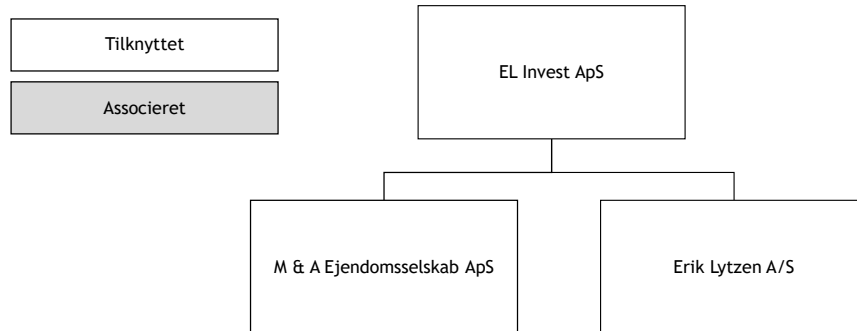 Tilknyttet
Associeret
EL Invest ApS
M & A Ejendomsselskab ApS
Erik Lytzen A/S